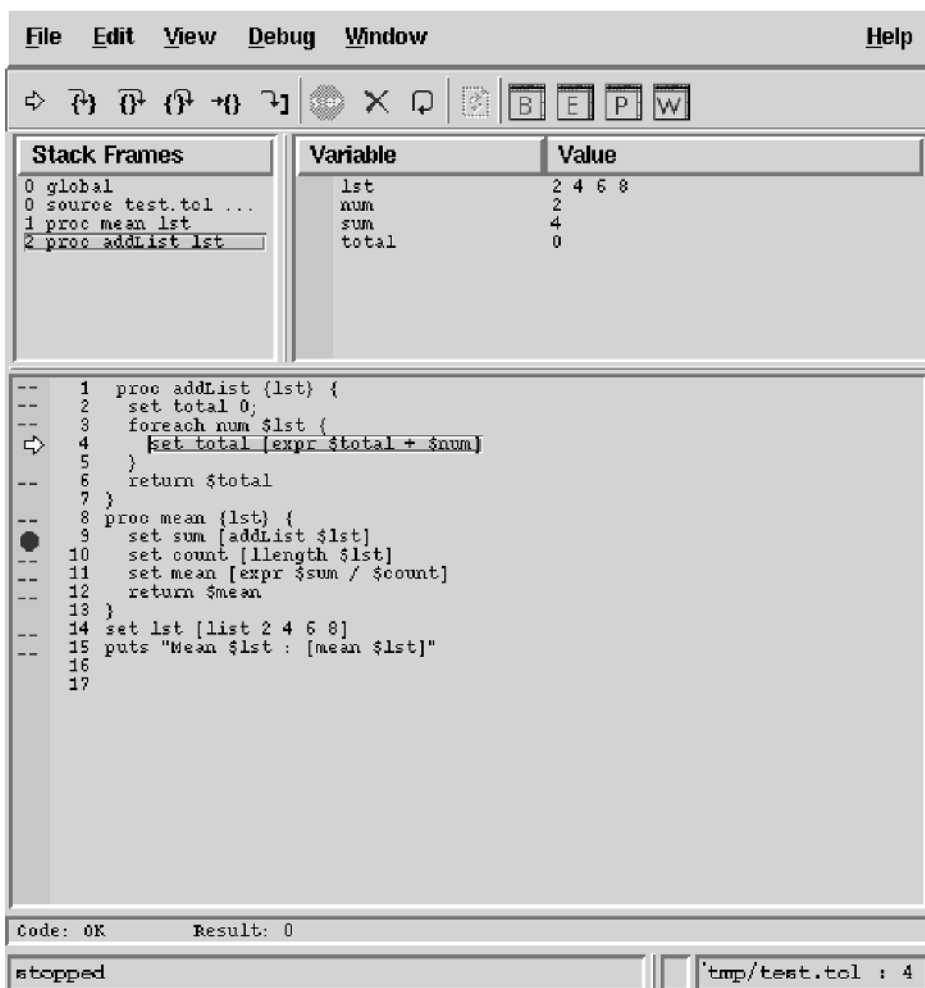 File Edit View Debug Window Help
B E P W
Stack Frames
0 global
0 source test.tcl ...
1 proc mean lst
2 proc addList lst
Variable Value
lst 2 4 6 8
num 2
sum 4
total 0
1 proc addList {lst} {
2 set total 0;
3 foreach num $lst {
4 set total [expr $total + $num]
5 }
6 return $total
7 }
8 proc mean {lst} {
9 set sum [addList $lst]
10 set count [llength $lst]
11 set mean [expr $sum / $count]
12 return $mean
13 }
14 set lst [list 2 4 6 8]
15 puts "Mean $lst : [mean $lst]"
16
17
Code: OK Result: 0
stopped
tmp/test.tcl : 4